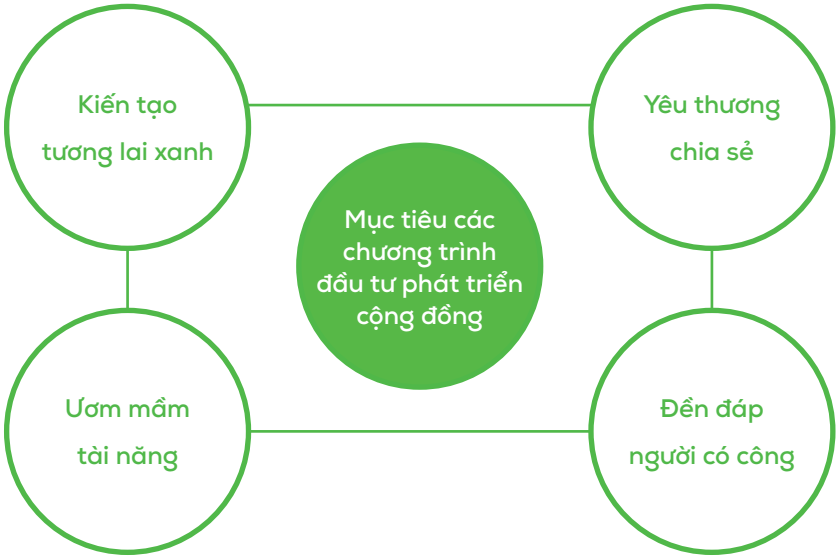 Kiến tạo
tương lai xanh
Yêu thương
chia sẻ
Mục tiêu các
chương trình
đầu tư phát triển
cộng đồng
Ươm mầm
tài năng
Đền đáp
người có công